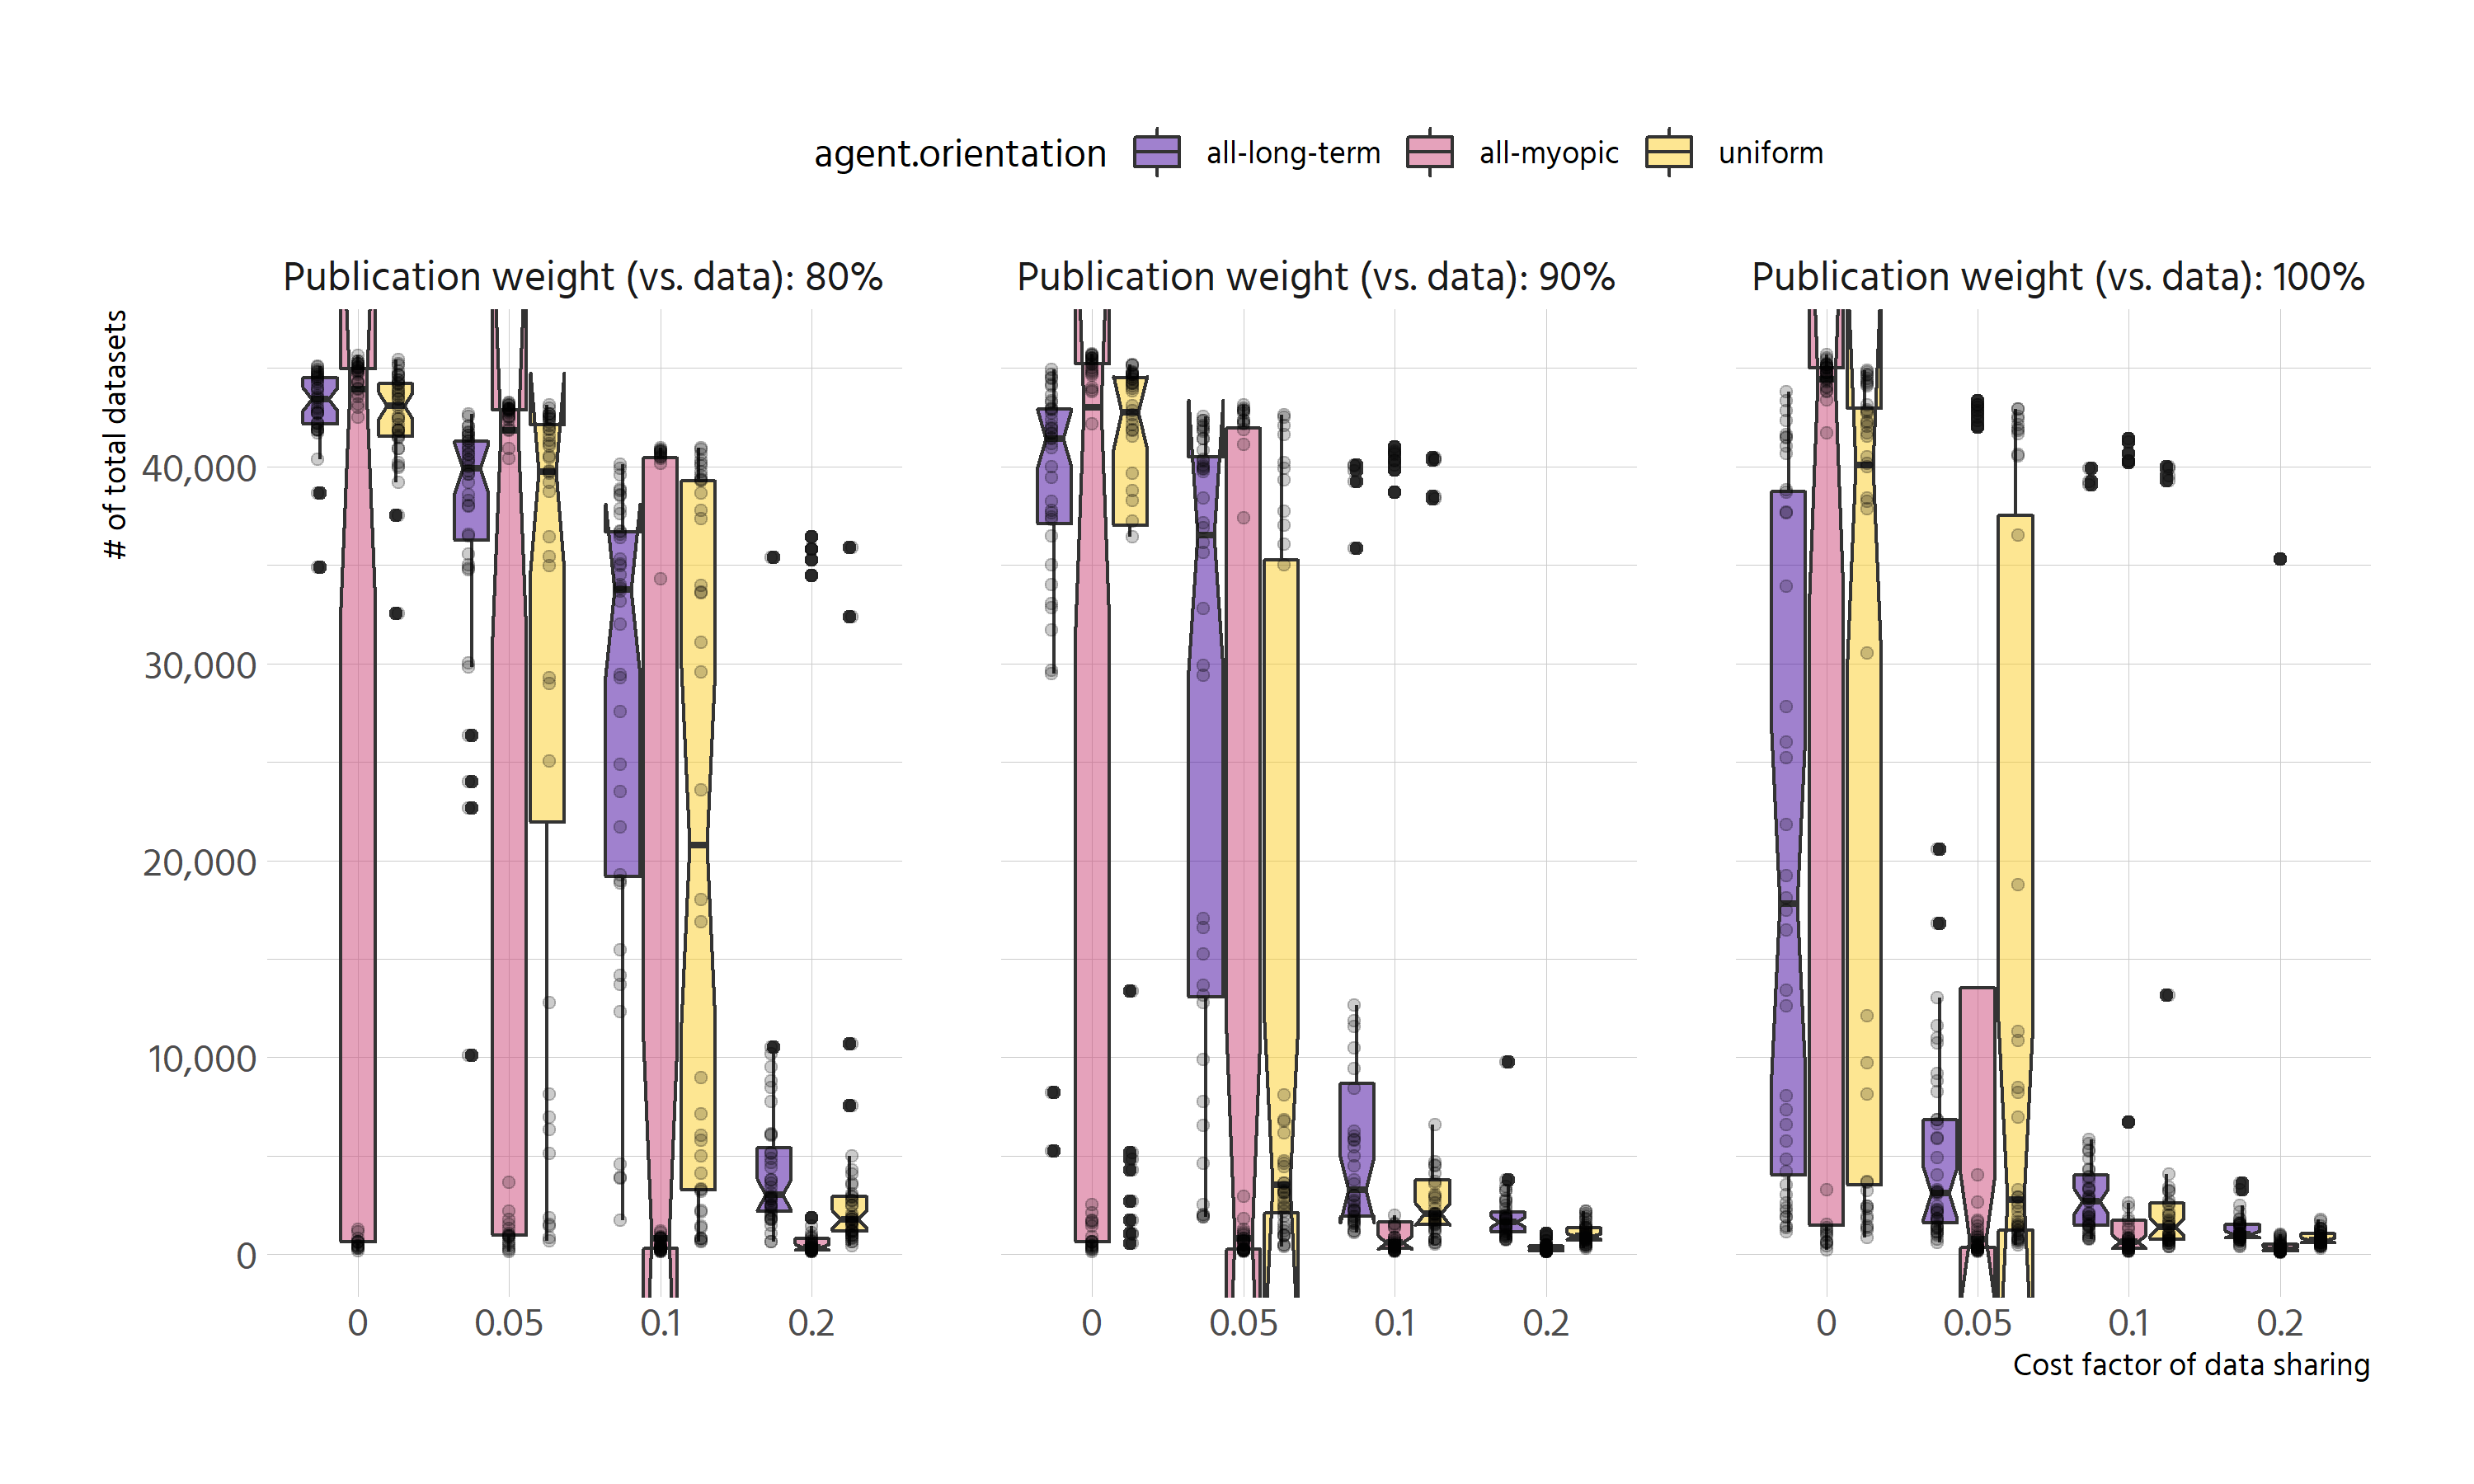 agent.orientation all-long-term all-myopic uniform
Publication weight (vs. data): 80% Publication weight (vs. data): 90% Publication weight (vs. data): 100%
# of total datasets
40,000
30,000
20,000
10,000
0
0 0.05 0.1 0.2 0 0.05 0.1 0.2 0 0.05 0.1 0.2
Cost factor of data sharing